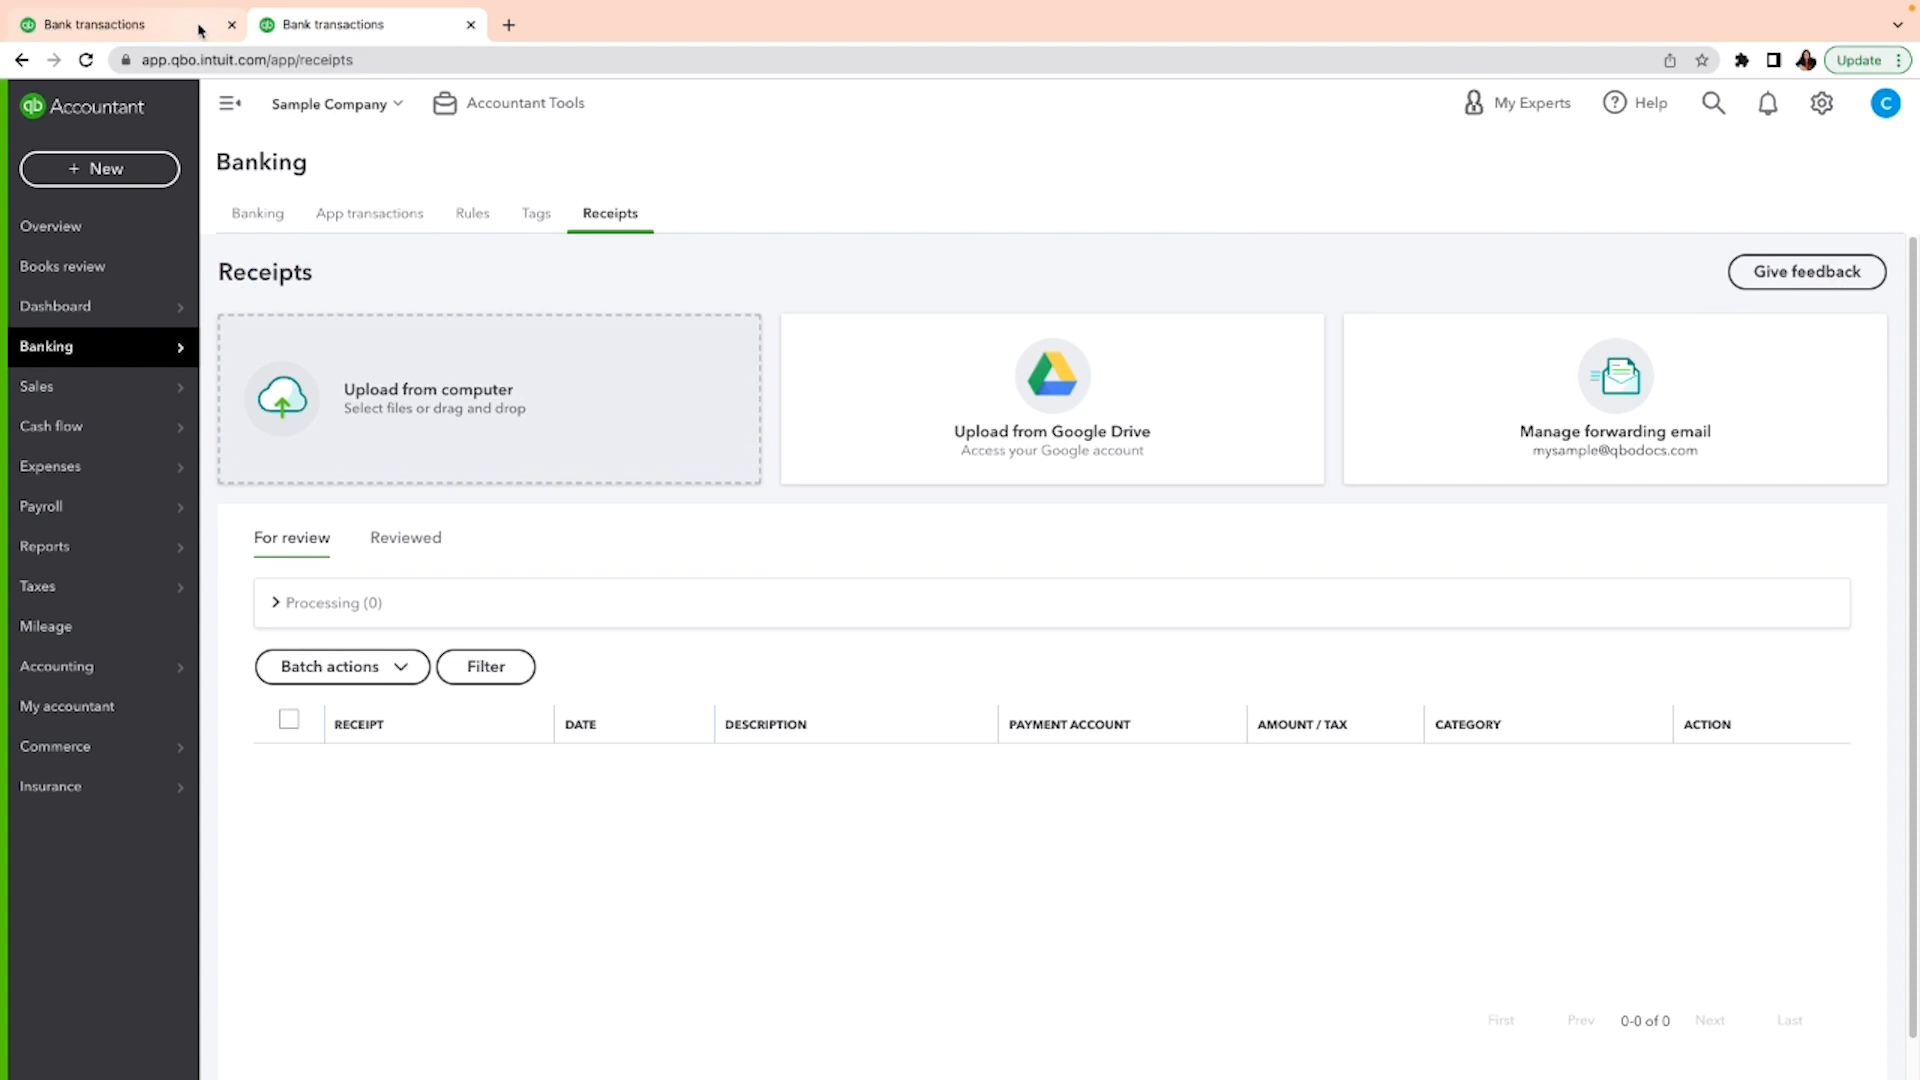 Bank transactions
Bank transactions
app.qbo.intuit.com/app/receipts
Update
qb Accountant
Sample Company
Accountant Tools
My Experts
Help
C
+ New
Overview
Books review
Dashboard
Banking
Sales
Cash flow
Expenses
Payroll
Reports
Taxes
Mileage
Accounting
My accountant
Commerce
Insurance
Banking
Banking
App transactions
Rules
Tags
Receipts
Receipts
Give feedback
Upload from computer
Select files or drag and drop
Upload from Google Drive
Access your Google account
Manage forwarding email
mysample@qbodocs.com
For review
Reviewed
Processing (0)
Batch actions
Filter
RECEIPT
DATE
DESCRIPTION
PAYMENT ACCOUNT
AMOUNT / TAX
CATEGORY
ACTION
First
Prev
0-0 of 0
Next
Last